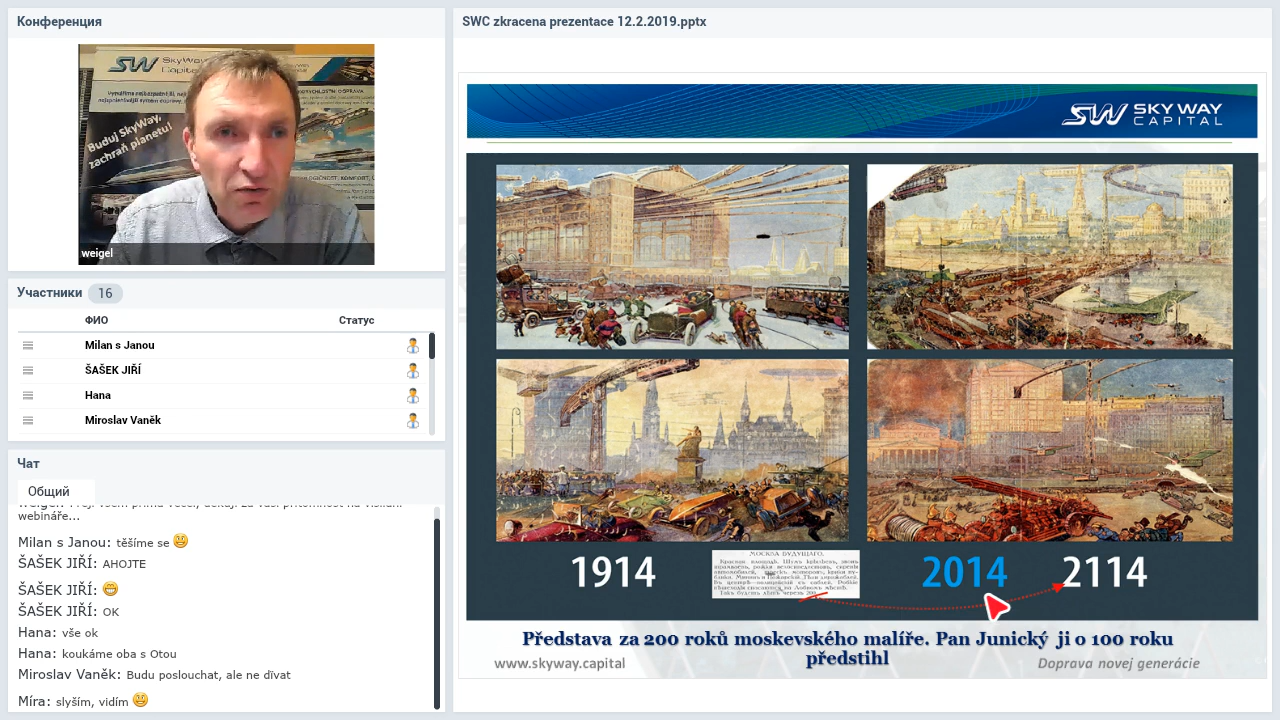 Конференция
SkyWay
Capital
Buduj SkyWay,
zachraň planetu!
weigel
Участники 16
ФИО Статус
Milan s Janou
ŠAŠEK JIŘÍ
Hana
Miroslav Vaněk
Чат
Общий
webináře...
Milan s Janou: těšíme se
ŠAŠEK JIŘÍ: AHOJTE
ŠAŠEK JIŘÍ:
ŠAŠEK JIŘÍ: OK
Hana: vše ok
Hana: koukáme oba s Otou
Miroslav Vaněk: Budu poslouchat, ale ne dívat
Míra: slyším, vidím
SWC zkracena prezentace 12.2.2019.pptx
SW SKY WAY
CAPITAL
1914
МОСКВА БУДУЩАГО.
2014 2114
Představa za 200 roků moskevského malíře. Pan Junický ji o 100 roku
předstihl
www.skyway.capital
Doprava novej generácie